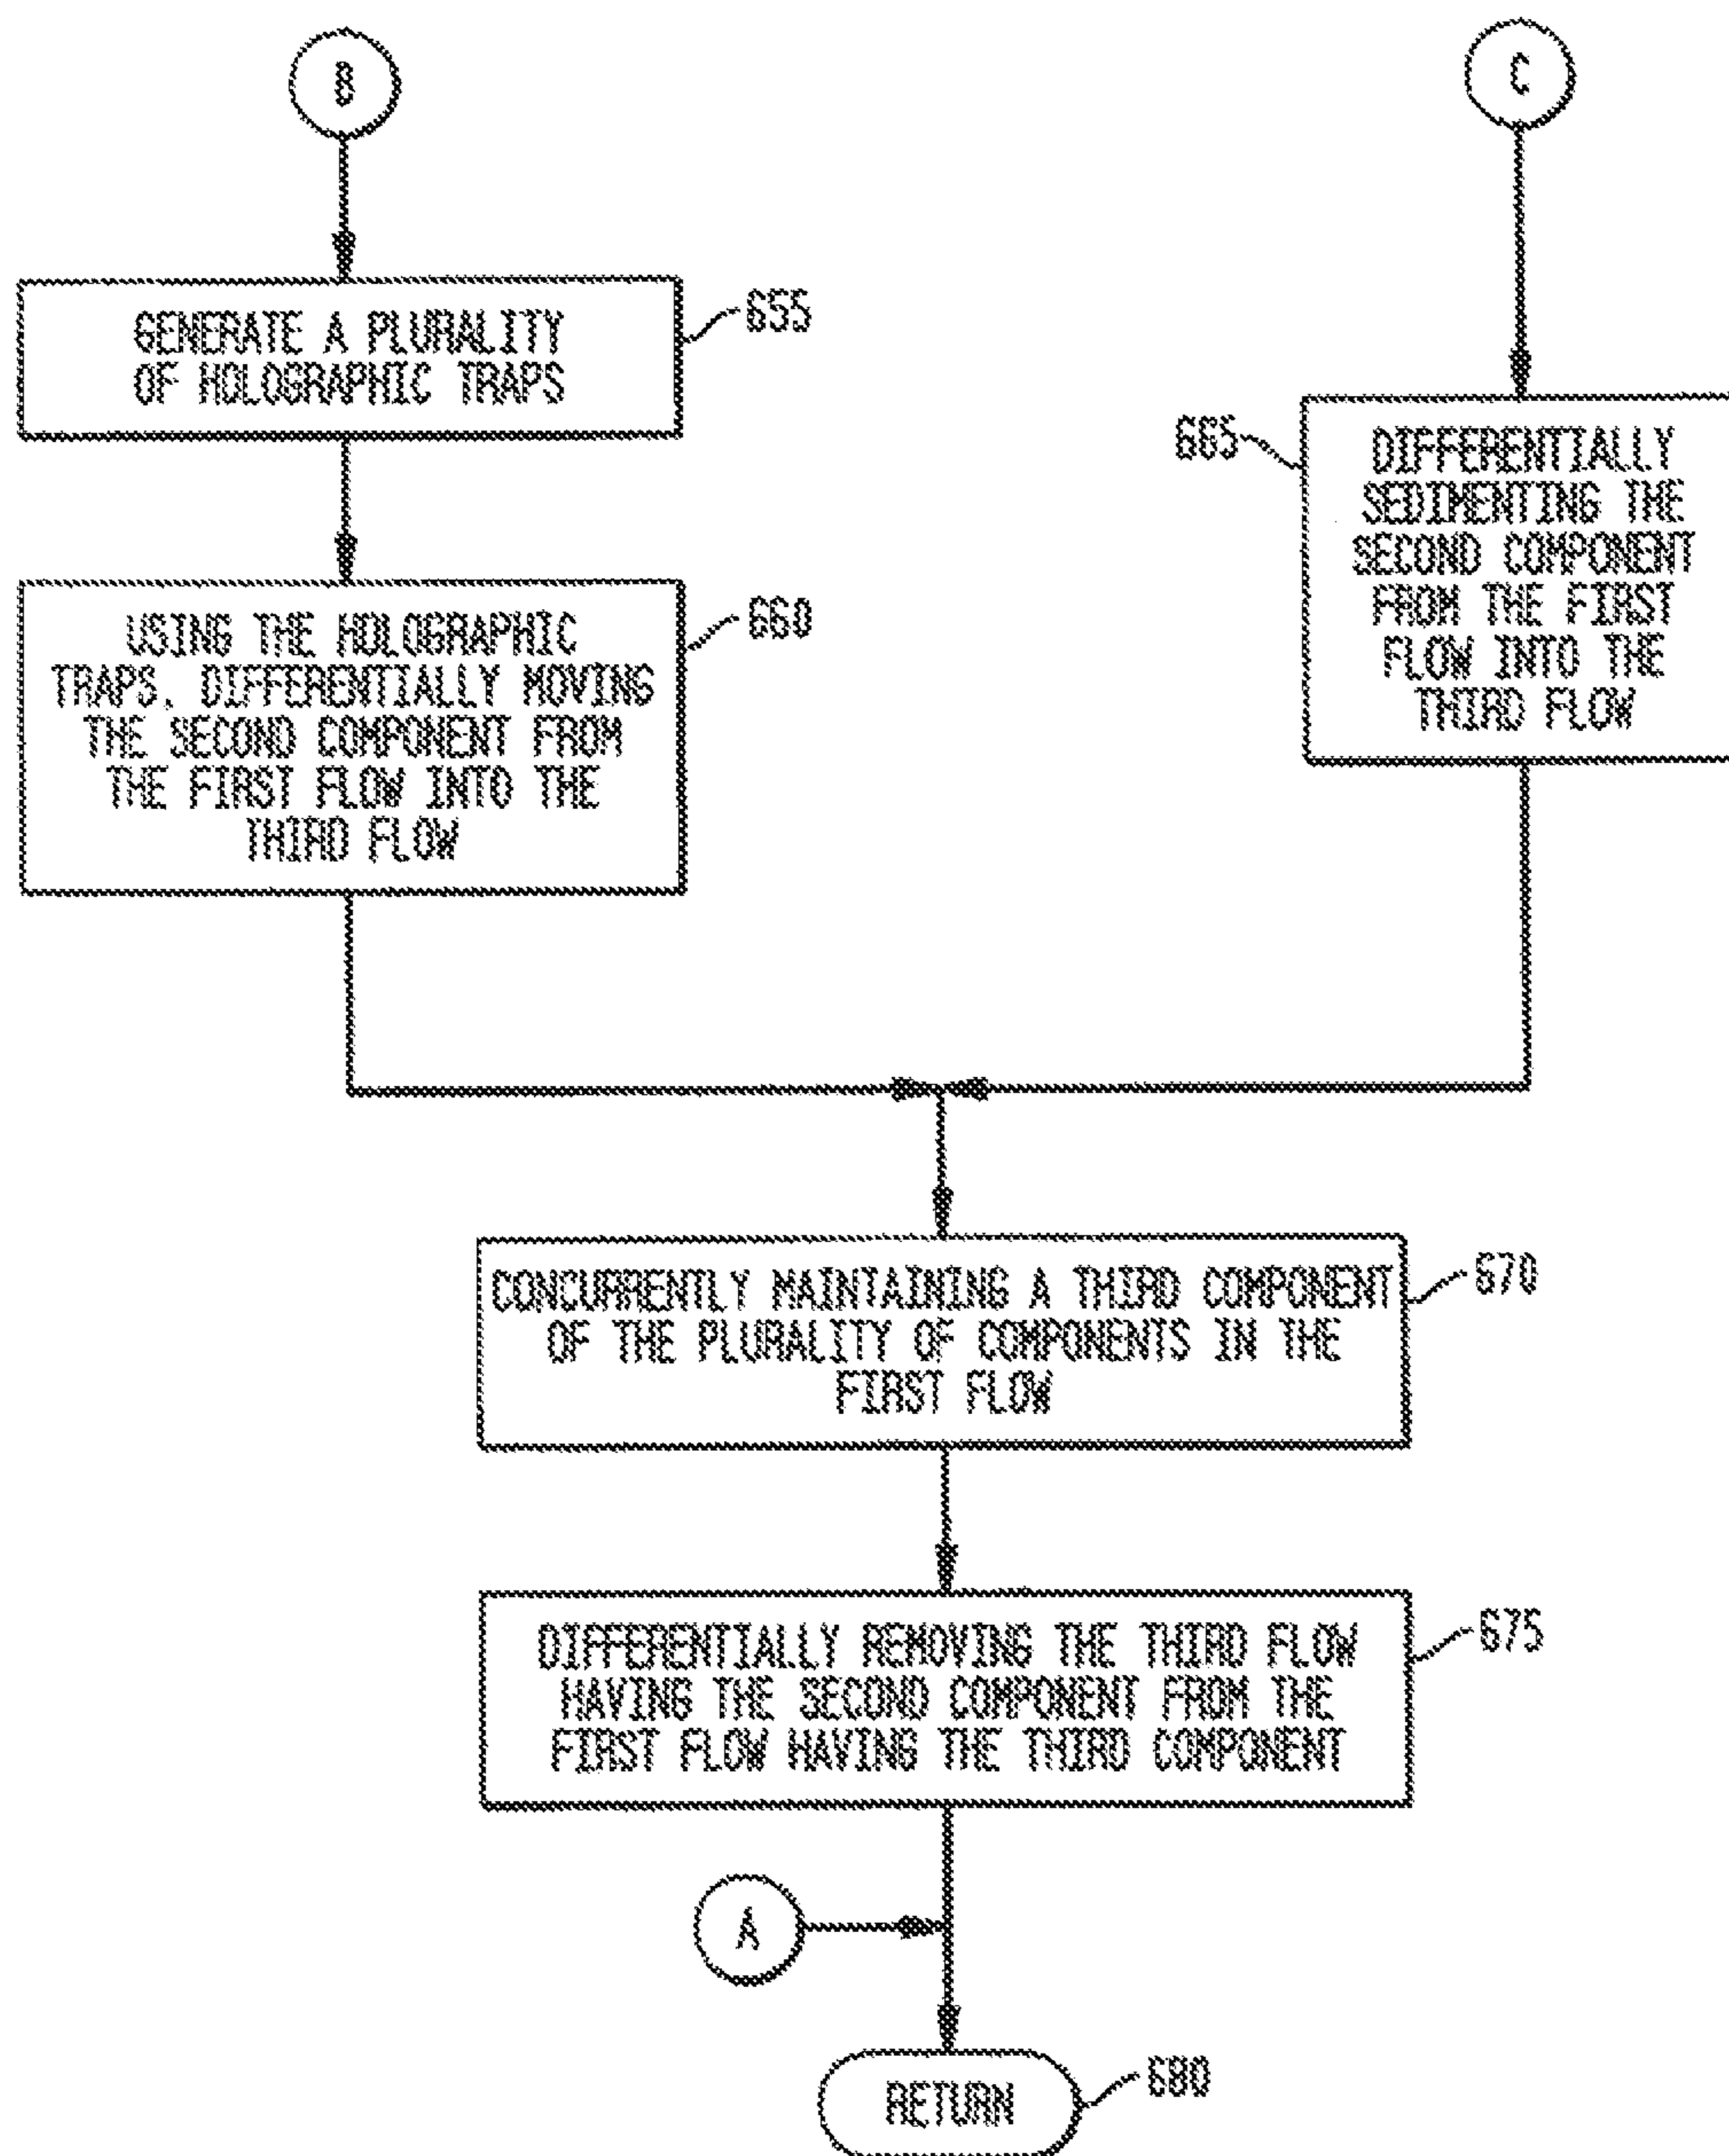 B
C
GENERATE A PLURALITY
OF HOLOGRAPHIC TRAPS
655
USING THE HOLOGRAPHIC
TRAPS, DIFFERENTIALLY MOVING
THE SECOND COMPONENT FROM
THE FIRST FLOW INTO THE
THIRD FLOW
660
665
DIFFERENTIALLY
SEDIMENTING THE
SECOND COMPONENT
FROM THE FIRST
FLOW INTO THE
THIRD FLOW
CONCURRENTLY MAINTAINING A THIRD COMPONENT
OF THE PLURALITY OF COMPONENTS IN THE
FIRST FLOW
670
DIFFERENTIALLY REMOVING THE THIRD FLOW
HAVING THE SECOND COMPONENT FROM THE
FIRST FLOW HAVING THE THIRD COMPONENT
675
A
RETURN
680